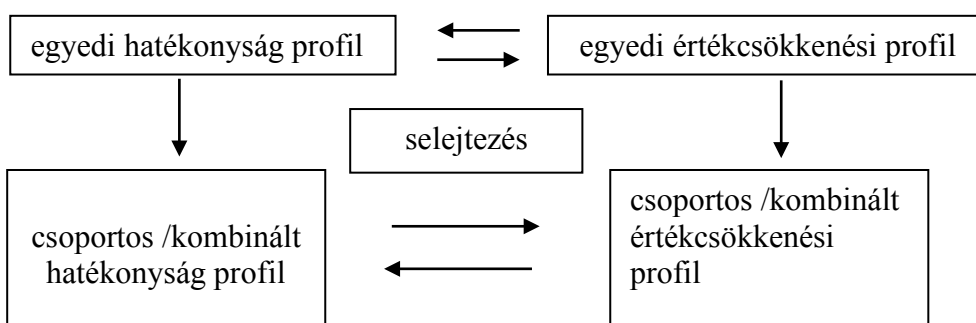 egyedi hatékonyság profil
egyedi értékcsökkenési profil
selejtezés
csoportos /kombinált
hatékonyság profil
csoportos /kombinált
értékcsökkenési
profil